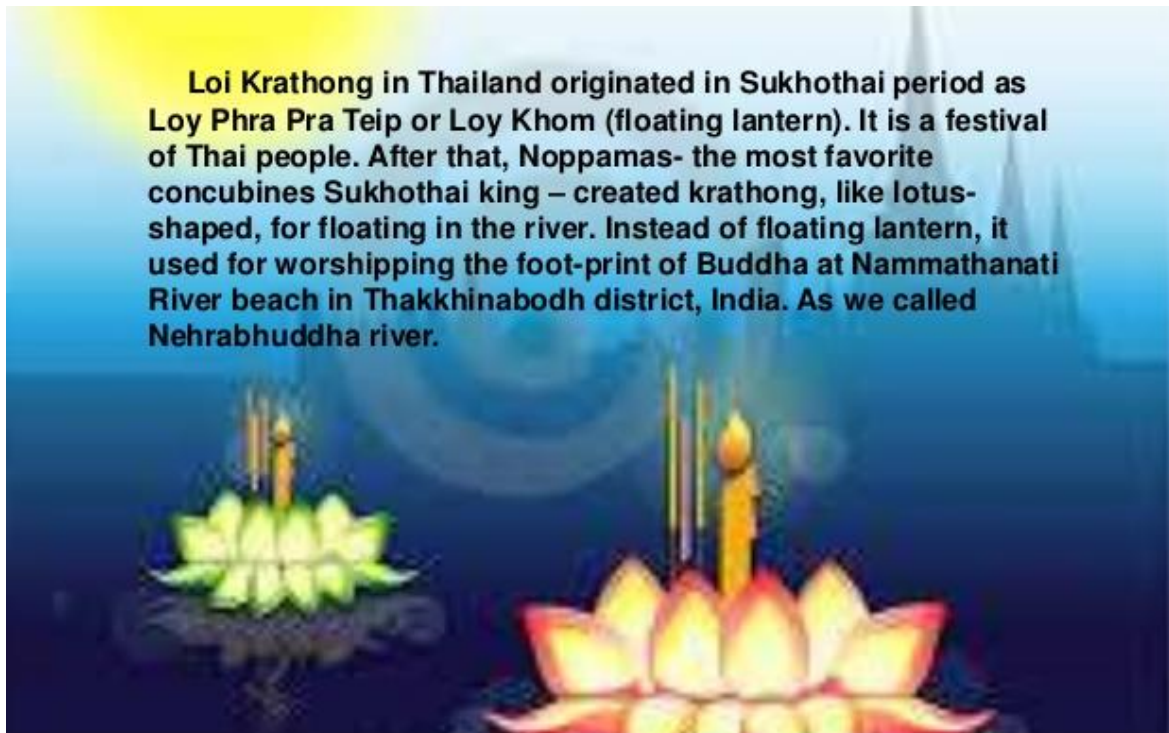 Loi Krathong in Thailand originated in Sukhothai period as
Loy Phra Pra Teip or Loy Khom (floating lantern). It is a festival
of Thai people. After that, Noppamas- the most favorite
concubines Sukhothai king – created krathong, like lotus-
shaped, for floating in the river. Instead of floating lantern, it
used for worshipping the foot-print of Buddha at Nammathanati
River beach in Thakkhinabodh district, India. As we called
Nehrabhuddha river.